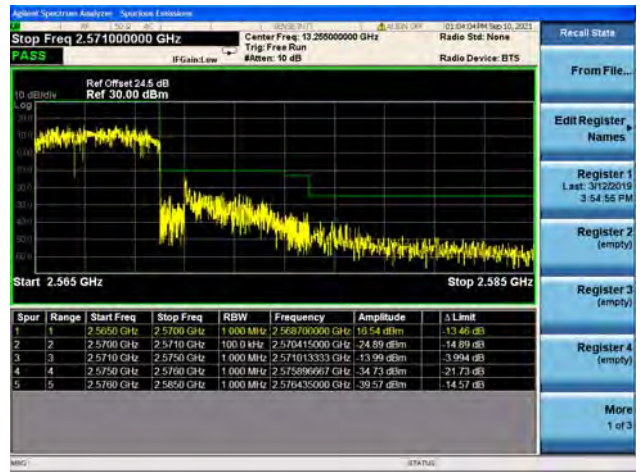 Agilent Spectrum Analyzer Spurious Emissions
RF 50 Ω AC SENSE:INT ALIGN OFF 01:04:04 PM Sep 10, 2021
Stop Freq 2.571000000 GHz
Center Freq: 13.255000000 GHz
Radio Std: None
Trig: Free Run
PASS
IFGain:Low
#Atten: 10 dB
Radio Device: BTS
Ref Offset 24.5 dB
10 dB/div Ref 30.00 dBm
Log
Start 2.565 GHz
Stop 2.585 GHz
Spur Range Start Freq Stop Freq RBW Frequency Amplitude Δ Limit
1 1 2.5650 GHz 2.5700 GHz 1.000 MHz 2.568700000 GHz 16.54 dBm -13.46 dB
2 2 2.5700 GHz 2.5710 GHz 100.0 kHz 2.570415000 GHz -24.89 dBm -14.89 dB
3 3 2.5710 GHz 2.5750 GHz 1.000 MHz 2.571013333 GHz -13.99 dBm -3.994 dB
4 4 2.5750 GHz 2.5760 GHz 1.000 MHz 2.575896667 GHz -34.73 dBm -21.73 dB
5 5 2.5760 GHz 2.5850 GHz 1.000 MHz 2.576435000 GHz -39.57 dBm -14.57 dB
MSG
STATUS
Recall State
From File...
Edit Register
Names
Register 1
Last: 3/12/2019
3:54:55 PM
Register 2
(empty)
Register 3
(empty)
Register 4
(empty)
More
1 of 3